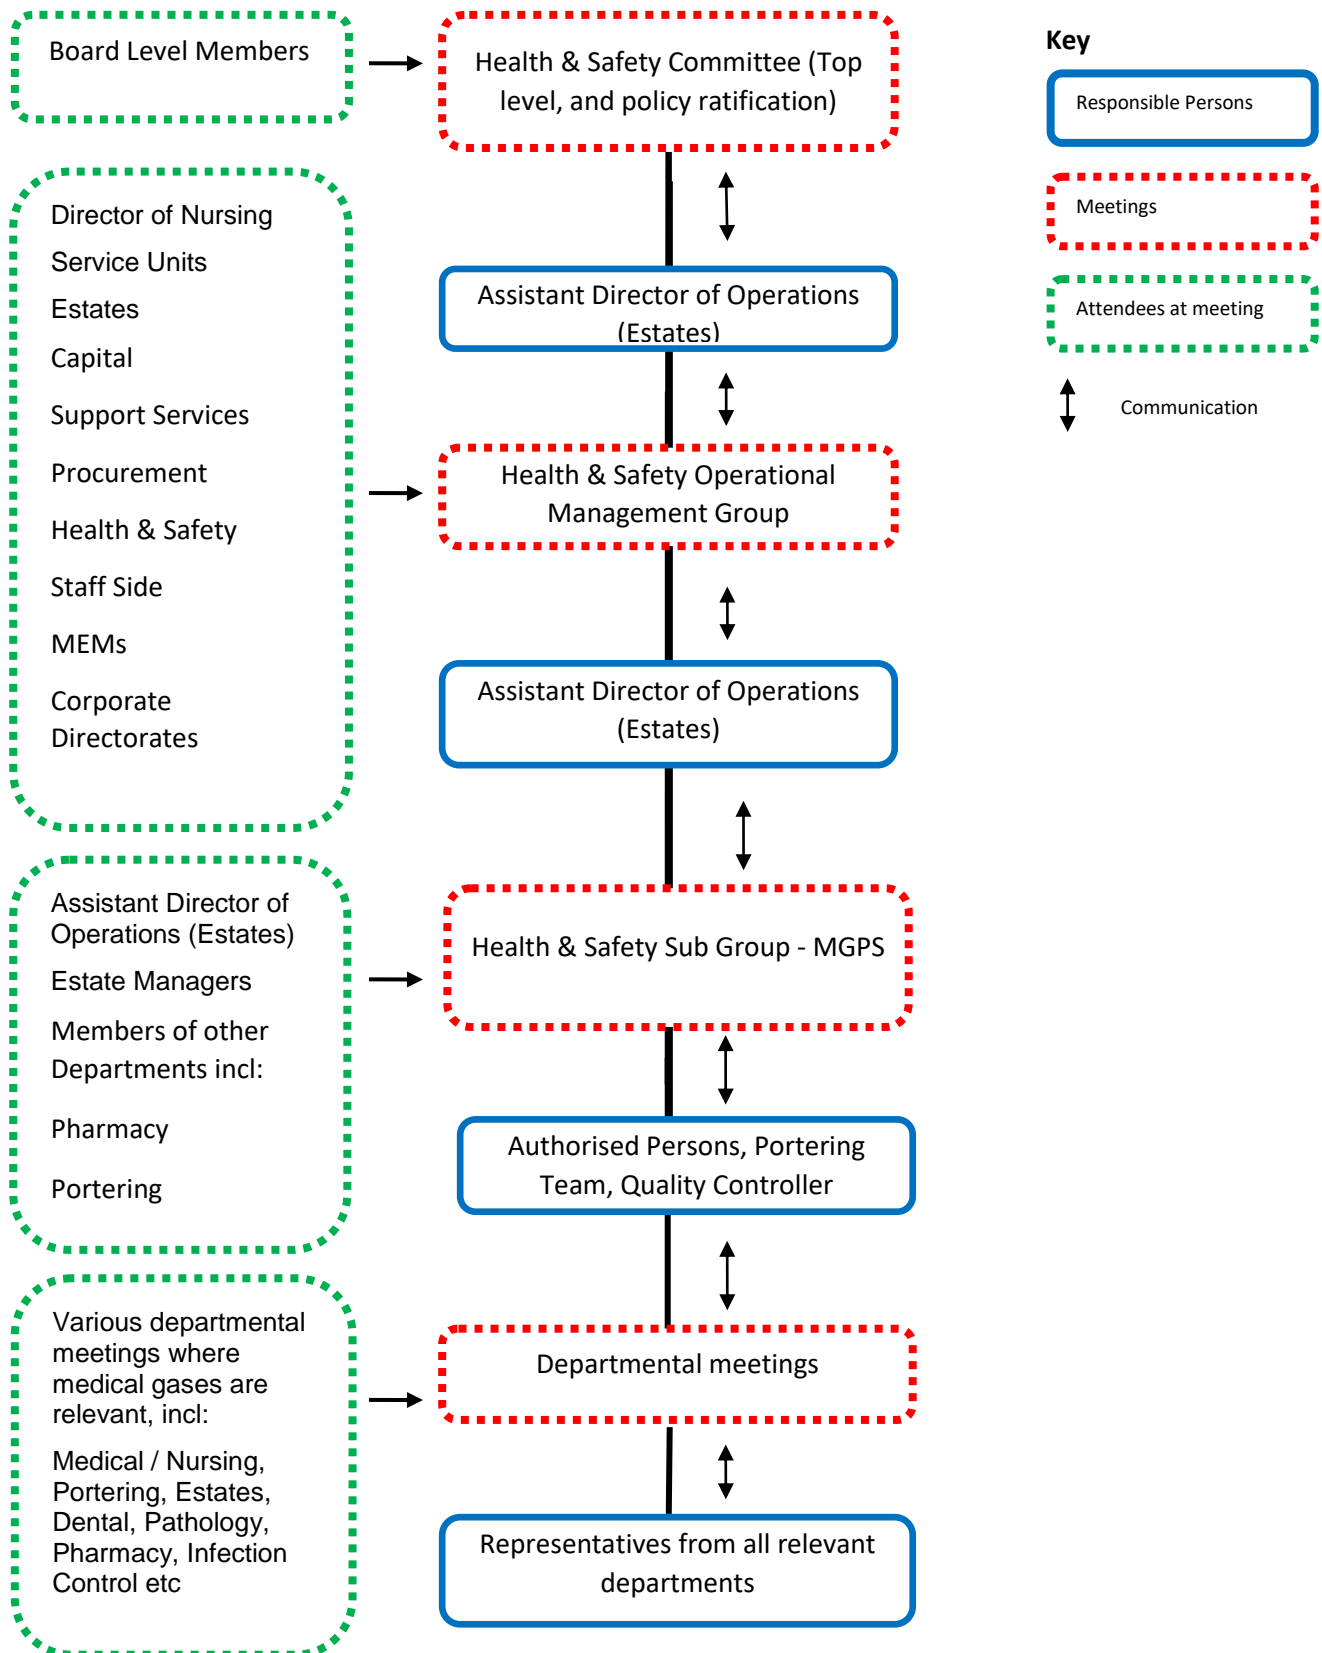 Board Level Members
Health & Safety Committee (Top
level, and policy ratification)
Key
Responsible Persons
Meetings
Attendees at meeting
Communication
Director of Nursing
Service Units
Estates
Capital
Support Services
Procurement
Health & Safety
Staff Side
MEMs
Corporate
Directorates
Assistant Director of Operations
(Estates)
Health & Safety Operational
Management Group
Assistant Director of Operations
(Estates)
Assistant Director of
Operations (Estates)
Estate Managers
Members of other
Departments incl:
Pharmacy
Portering
Health & Safety Sub Group - MGPS
Authorised Persons, Portering
Team, Quality Controller
Various departmental
meetings where
medical gases are
relevant, incl:
Medical / Nursing,
Portering, Estates,
Dental, Pathology,
Pharmacy, Infection
Control etc
Departmental meetings
Representatives from all relevant
departments